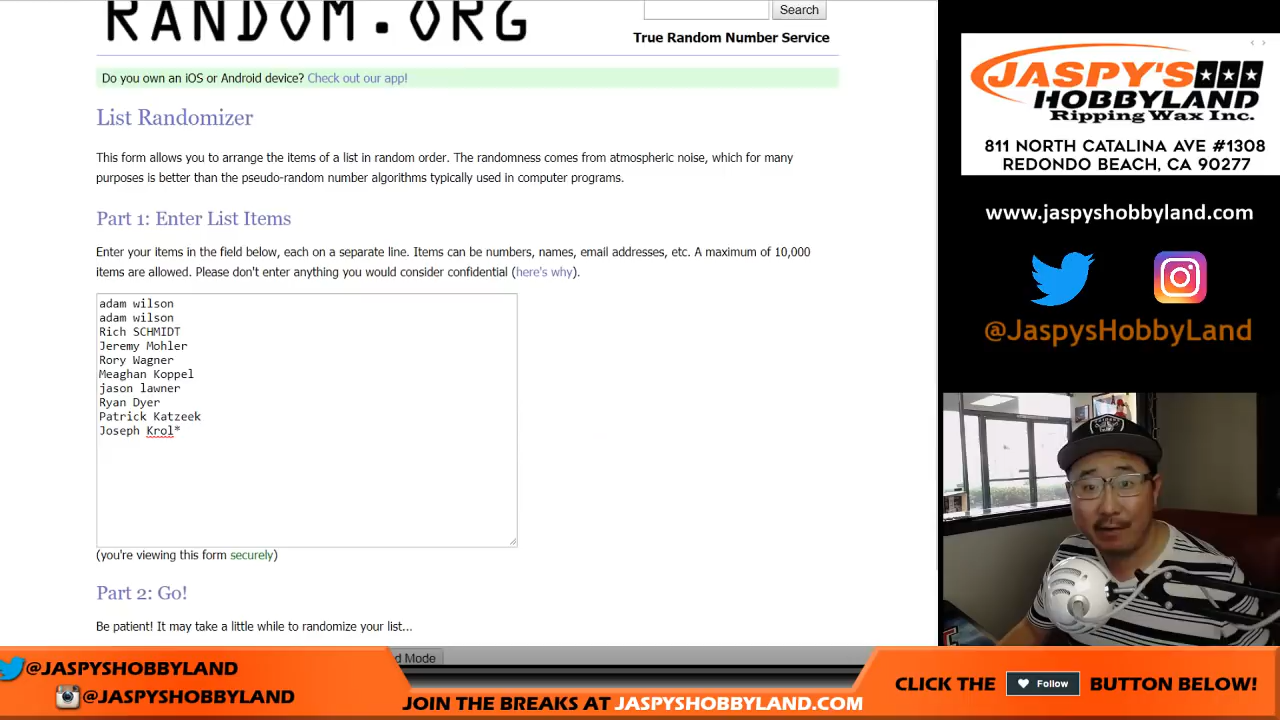 RANDOM.ORG
Search
True Random Number Service
Do you own an iOS or Android device? Check out our app!
List Randomizer
This form allows you to arrange the items of a list in random order. The randomness comes from atmospheric noise, which for many
purposes is better than the pseudo-random number algorithms typically used in computer programs.
Part 1: Enter List Items
Enter your items in the field below, each on a separate line. Items can be numbers, names, email addresses, etc. A maximum of 10,000
items are allowed. Please don't enter anything you would consider confidential (here's why).
adam wilson
adam wilson
Rich SCHMIDT
Jeremy Mohler
Rory Wagner
Meaghan Koppel
jason lawner
Ryan Dyer
Patrick Katzeek
Joseph Krol*
(you're viewing this form securely)
Part 2: Go!
Be patient! It may take a little while to randomize your list...
Mode
JASPY'S
HOBBYLAND
Ripping Wax Inc.
811 NORTH CATALINA AVE #1308
REDONDO BEACH, CA 90277
www.jaspyshobbyland.com
@JaspysHobbyLand
@JASPYSHOBBYLAND
@JASPYSHOBBYLAND
JOIN THE BREAKS AT JASPYSHOBBYLAND.COM
CLICK THE Follow BUTTON BELOW!